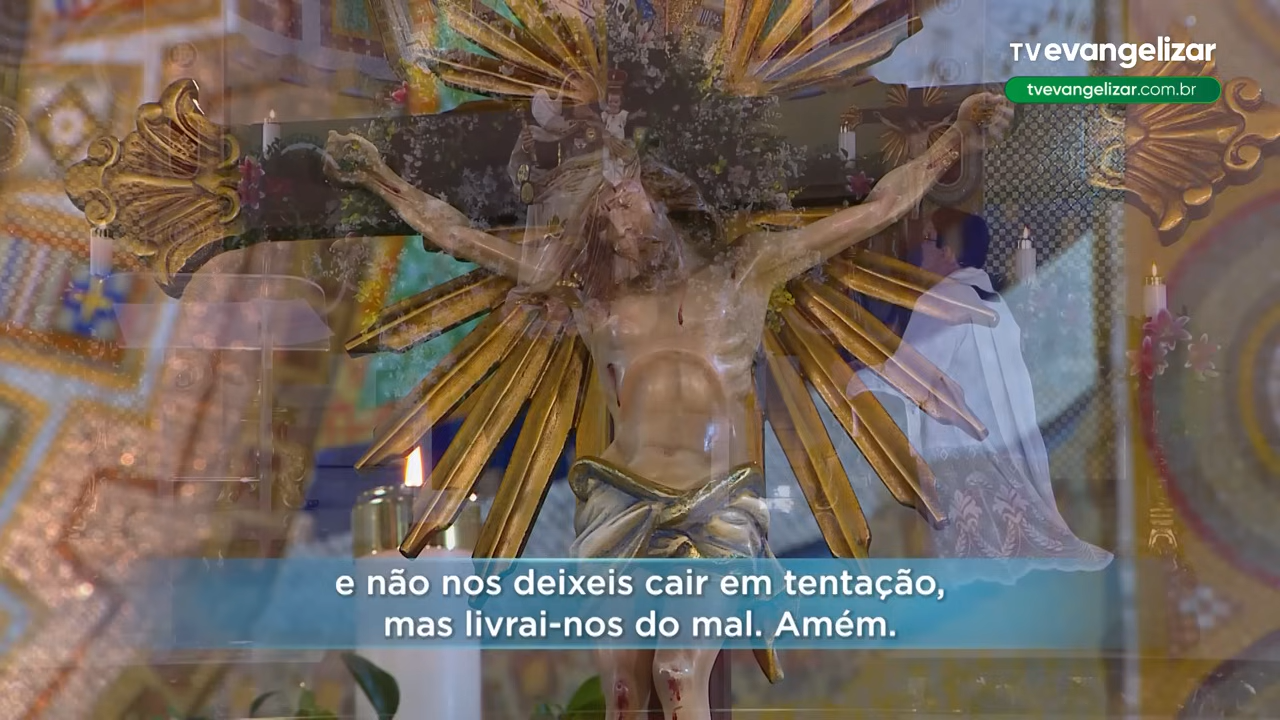 TVevangelizar
tvevangelizar.com.br
e não nos deixeis cair em tentação,
mas livrai-nos do mal. Amém.